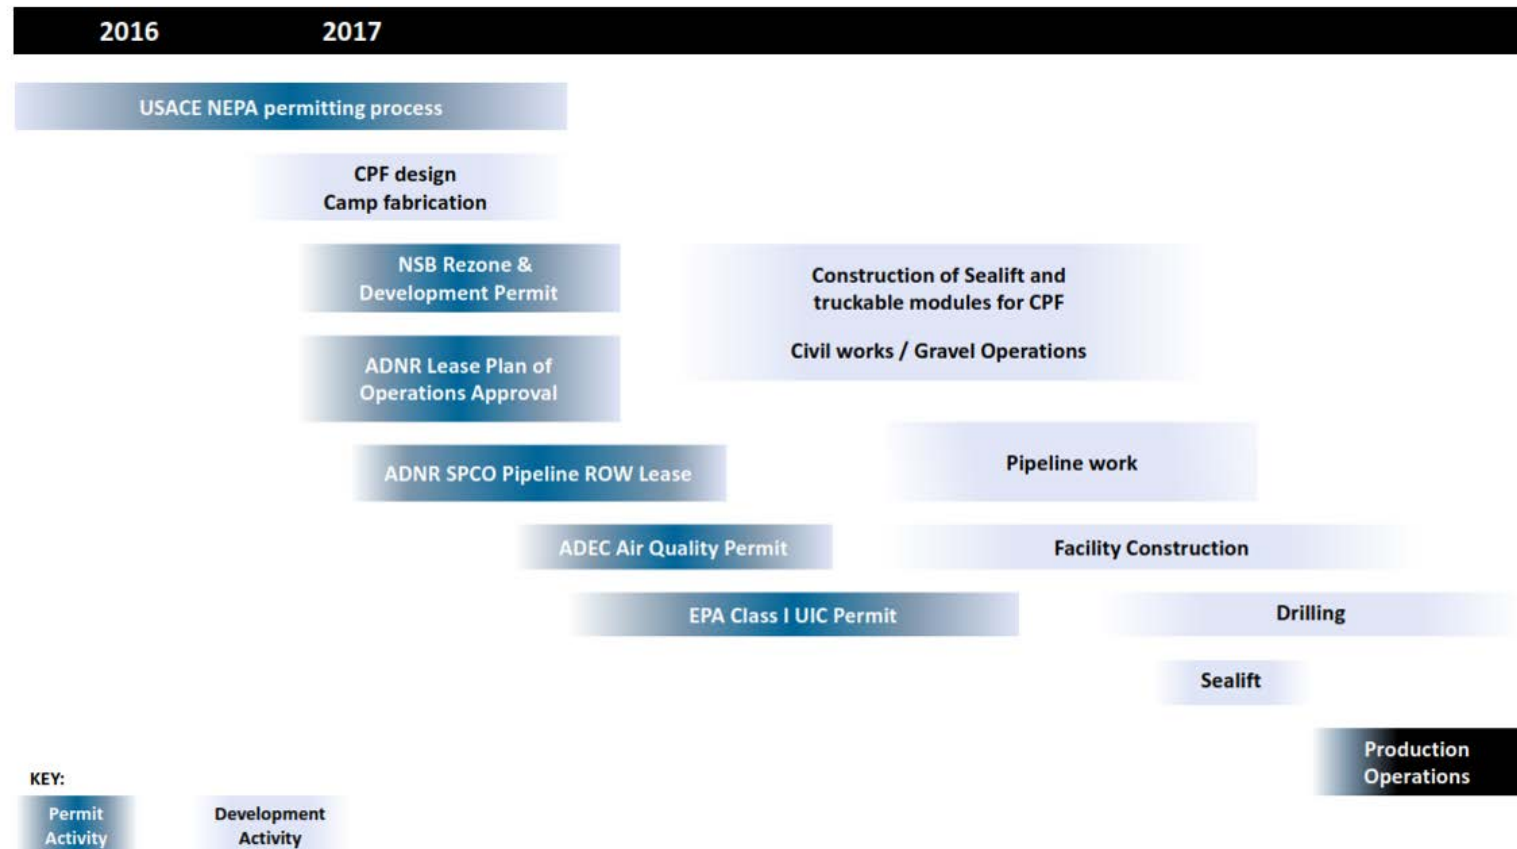 2016 2017
USACE NEPA permitting process
CPF design
Camp fabrication
NSB Rezone &
Development Permit
Construction of Sealift and
truckable modules for CPF
Civil works / Gravel Operations
ADNR Lease Plan of
Operations Approval
ADNR SPCO Pipeline ROW Lease
Pipeline work
ADEC Air Quality Permit
Facility Construction
EPA Class I UIC Permit
Drilling
Sealift
Production
Operations
KEY:
Permit
Activity
Development
Activity